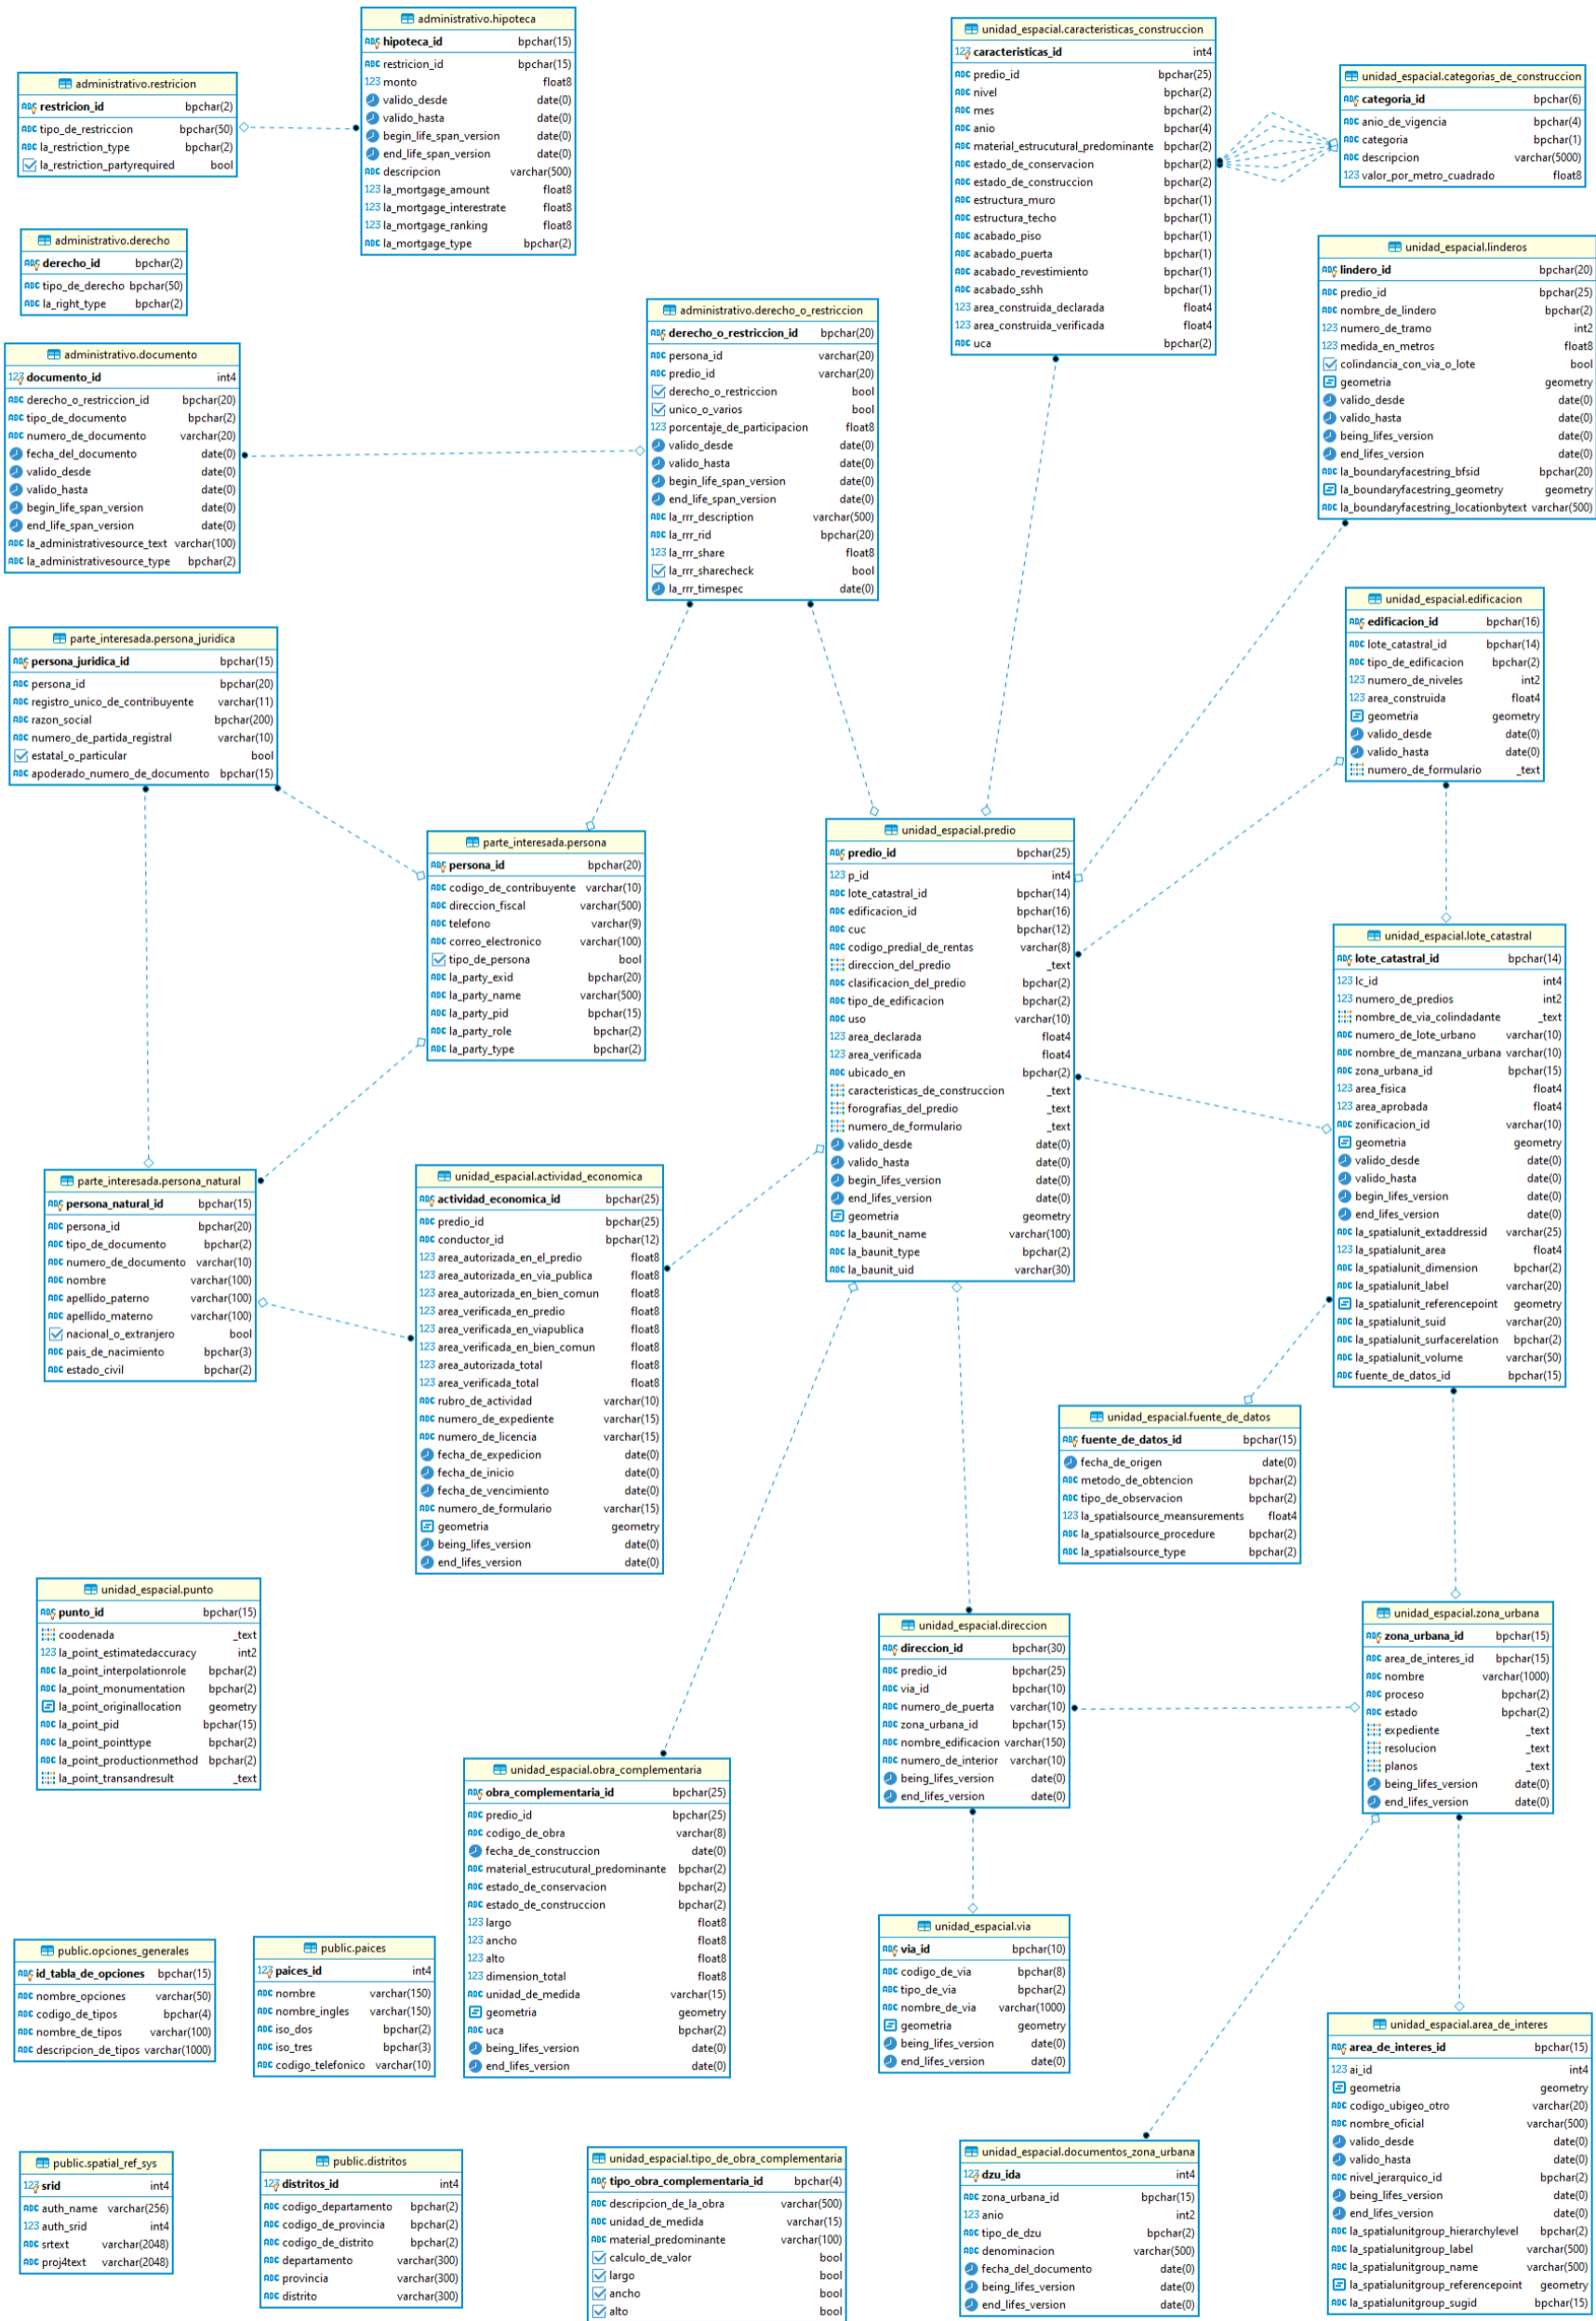 administrativo.hipoteca
hipoteca_id bpchar(15)
restricion_id bpchar(15)
monto float8
valido_desde date(0)
valido_hasta date(0)
begin_life_span_version date(0)
end_life_span_version date(0)
descripcion varchar(500)
la_mortgage_amount float8
la_mortgage_interestrate float8
la_mortgage_ranking float8
la_mortgage_type bpchar(2)
administrativo.restricion
restricion_id bpchar(2)
tipo_de_restriccion bpchar(50)
la_restriction_type bpchar(2)
la_restriction_partyrequired bool
administrativo.derecho
derecho_id bpchar(2)
tipo_de_derecho bpchar(50)
la_right_type bpchar(2)
unidad_espacial.caracteristicas_construccion
caracteristicas_id int4
predio_id bpchar(25)
nivel bpchar(2)
mes bpchar(2)
anio bpchar(4)
material_estrucutural_predominante bpchar(2)
estado_de_conservacion bpchar(2)
estado_de_construccion bpchar(2)
estructura_muro bpchar(1)
estructura_techo bpchar(1)
acabado_piso bpchar(1)
acabado_puerta bpchar(1)
acabado_revestimiento bpchar(1)
acabado_sshh bpchar(1)
area_construida_declarada float4
area_construida_verificada float4
uca bpchar(2)
unidad_espacial.categorias_de_construccion
categoria_id bpchar(6)
anio_de_vigencia bpchar(4)
categoria bpchar(1)
descripcion varchar(5000)
valor_por_metro_cuadrado float8
unidad_espacial.linderos
lindero_id bpchar(20)
predio_id bpchar(25)
nombre_de_lindero bpchar(2)
numero_de_tramo int2
medida_en_metros float8
colindancia_con_via_o_lote bool
geometria geometry
valido_desde date(0)
valido_hasta date(0)
being_lifes_version date(0)
end_lifes_version date(0)
la_boundaryfacestring_bfsid bpchar(20)
la_boundaryfacestring_geometry geometry
la_boundaryfacestring_locationbytext varchar(500)
administrativo.documento
documento_id int4
derecho_o_restriccion_id bpchar(20)
tipo_de_documento bpchar(2)
numero_de_documento varchar(20)
fecha_del_documento date(0)
valido_desde date(0)
valido_hasta date(0)
begin_life_span_version date(0)
end_life_span_version date(0)
la_administrativesource_text varchar(100)
la_administrativesource_type bpchar(2)
administrativo.derecho_o_restriccion
derecho_o_restriccion_id bpchar(20)
persona_id varchar(20)
predio_id varchar(20)
derecho_o_restriccion bool
unico_o_varios bool
porcentaje_de_participacion float8
valido_desde date(0)
valido_hasta date(0)
begin_life_span_version date(0)
end_life_span_version date(0)
la_rrr_description varchar(500)
la_rrr_rid bpchar(20)
la_rrr_share float8
la_rrr_sharecheck bool
la_rrr_timespec date(0)
unidad_espacial.edificacion
edificacion_id bpchar(16)
lote_catastral_id bpchar(14)
tipo_de_edificacion bpchar(2)
numero_de_niveles int2
area_construida float4
geometria geometry
valido_desde date(0)
valido_hasta date(0)
numero_de_formulario _text
parte_interesada.persona_juridica
persona_juridica_id bpchar(15)
persona_id bpchar(20)
registro_unico_de_contribuyente varchar(11)
razon_social bpchar(200)
numero_de_partida_registral varchar(10)
estatal_o_particular bool
apoderado_numero_de_documento bpchar(15)
parte_interesada.persona
persona_id bpchar(20)
codigo_de_contribuyente varchar(10)
direccion_fiscal varchar(500)
telefono varchar(9)
correo_electronico varchar(100)
tipo_de_persona bool
la_party_exid bpchar(20)
la_party_name varchar(500)
la_party_pid bpchar(15)
la_party_role bpchar(2)
la_party_type bpchar(2)
unidad_espacial.predio
predio_id bpchar(25)
p_id int4
lote_catastral_id bpchar(14)
edificacion_id bpchar(16)
cuc bpchar(12)
codigo_predial_de_rentas varchar(8)
direccion_del_predio _text
clasificacion_del_predio bpchar(2)
tipo_de_edificacion bpchar(2)
uso varchar(10)
area_declarada float4
area_verificada float4
ubicado_en bpchar(2)
caracteristicas_de_construccion _text
forografias_del_predio _text
numero_de_formulario _text
valido_desde date(0)
valido_hasta date(0)
begin_lifes_version date(0)
end_lifes_version date(0)
geometria geometry
la_baunit_name varchar(100)
la_baunit_type bpchar(2)
la_baunit_uid varchar(30)
unidad_espacial.lote_catastral
lote_catastral_id bpchar(14)
lc_id int4
numero_de_predios int2
nombre_de_via_colindadante _text
numero_de_lote_urbano varchar(10)
nombre_de_manzana_urbana varchar(10)
zona_urbana_id bpchar(15)
area_fisica float4
area_aprobada float4
zonificacion_id varchar(10)
geometria geometry
valido_desde date(0)
valido_hasta date(0)
begin_lifes_version date(0)
end_lifes_version date(0)
la_spatialunit_extaddressid varchar(25)
la_spatialunit_area float4
la_spatialunit_dimension bpchar(2)
la_spatialunit_label varchar(20)
la_spatialunit_referencepoint geometry
la_spatialunit_suid varchar(20)
la_spatialunit_surfacerelation bpchar(2)
la_spatialunit_volume varchar(50)
fuente_de_datos_id bpchar(15)
parte_interesada.persona_natural
persona_natural_id bpchar(15)
persona_id bpchar(20)
tipo_de_documento bpchar(2)
numero_de_documento varchar(10)
nombre varchar(100)
apellido_paterno varchar(100)
apellido_materno varchar(100)
nacional_o_extranjero bool
pais_de_nacimiento bpchar(3)
estado_civil bpchar(2)
unidad_espacial.actividad_economica
actividad_economica_id bpchar(25)
predio_id bpchar(25)
conductor_id bpchar(12)
area_autorizada_en_el_predio float8
area_autorizada_en_via_publica float8
area_autorizada_en_bien_comun float8
area_verificada_en_predio float8
area_verificada_en_viapublica float8
area_verificada_en_bien_comun float8
area_autorizada_total float8
area_verificada_total float8
rubro_de_actividad varchar(10)
numero_de_expediente varchar(15)
numero_de_licencia varchar(15)
fecha_de_expedicion date(0)
fecha_de_inicio date(0)
fecha_de_vencimiento date(0)
numero_de_formulario varchar(15)
geometria geometry
being_lifes_version date(0)
end_lifes_version date(0)
unidad_espacial.fuente_de_datos
fuente_de_datos_id bpchar(15)
fecha_de_origen date(0)
metodo_de_obtencion bpchar(2)
tipo_de_observacion bpchar(2)
la_spatialsource_meansurements float4
la_spatialsource_procedure bpchar(2)
la_spatialsource_type bpchar(2)
unidad_espacial.punto
punto_id bpchar(15)
coodenada _text
la_point_estimatedaccuracy int2
la_point_interpolationrole bpchar(2)
la_point_monumentation bpchar(2)
la_point_originallocation geometry
la_point_pid bpchar(15)
la_point_pointtype bpchar(2)
la_point_productionmethod bpchar(2)
la_point_transandresult _text
unidad_espacial.direccion
direccion_id bpchar(30)
predio_id bpchar(25)
via_id bpchar(10)
numero_de_puerta varchar(10)
zona_urbana_id bpchar(15)
nombre_edificacion varchar(150)
numero_de_interior varchar(10)
being_lifes_version date(0)
end_lifes_version date(0)
unidad_espacial.zona_urbana
zona_urbana_id bpchar(15)
area_de_interes_id bpchar(15)
nombre varchar(1000)
proceso bpchar(2)
estado bpchar(2)
expediente _text
resolucion _text
planos _text
being_lifes_version date(0)
end_lifes_version date(0)
unidad_espacial.obra_complementaria
obra_complementaria_id bpchar(25)
predio_id bpchar(25)
codigo_de_obra varchar(8)
fecha_de_construccion date(0)
material_estrucutural_predominante bpchar(2)
estado_de_conservacion bpchar(2)
estado_de_construccion bpchar(2)
largo float8
ancho float8
alto float8
dimension_total float8
unidad_de_medida varchar(15)
geometria geometry
uca bpchar(2)
being_lifes_version date(0)
end_lifes_version date(0)
unidad_espacial.via
via_id bpchar(10)
codigo_de_via bpchar(8)
tipo_de_via bpchar(2)
nombre_de_via varchar(1000)
geometria geometry
being_lifes_version date(0)
end_lifes_version date(0)
public.opciones_generales
id_tabla_de_opciones bpchar(15)
nombre_opciones varchar(50)
codigo_de_tipos bpchar(4)
nombre_de_tipos varchar(100)
descripcion_de_tipos varchar(1000)
public.paices
paices_id int4
nombre varchar(150)
nombre_ingles varchar(150)
iso_dos bpchar(2)
iso_tres bpchar(3)
codigo_telefonico varchar(10)
unidad_espacial.area_de_interes
area_de_interes_id bpchar(15)
ai_id int4
geometria geometry
codigo_ubigeo_otro varchar(20)
nombre_oficial varchar(500)
valido_desde date(0)
valido_hasta date(0)
nivel_jerarquico_id bpchar(2)
being_lifes_version date(0)
end_lifes_version date(0)
la_spatialunitgroup_hierarchylevel bpchar(2)
la_spatialunitgroup_label varchar(500)
la_spatialunitgroup_name varchar(500)
la_spatialunitgroup_referencepoint geometry
la_spatialunitgroup_sugid bpchar(15)
public.spatial_ref_sys
srid int4
auth_name varchar(256)
auth_srid int4
srtext varchar(2048)
proj4text varchar(2048)
public.distritos
distritos_id int4
codigo_departamento bpchar(2)
codigo_de_provincia bpchar(2)
codigo_de_distrito bpchar(2)
departamento varchar(300)
provincia varchar(300)
distrito varchar(300)
unidad_espacial.tipo_de_obra_complementaria
tipo_obra_complementaria_id bpchar(4)
descripcion_de_la_obra varchar(500)
unidad_de_medida varchar(15)
material_predominante varchar(100)
calculo_de_valor bool
largo bool
ancho bool
alto bool
unidad_espacial.documentos_zona_urbana
dzu_ida int4
zona_urbana_id bpchar(15)
anio int2
tipo_de_dzu bpchar(2)
denominacion varchar(500)
fecha_del_documento date(0)
being_lifes_version date(0)
end_lifes_version date(0)